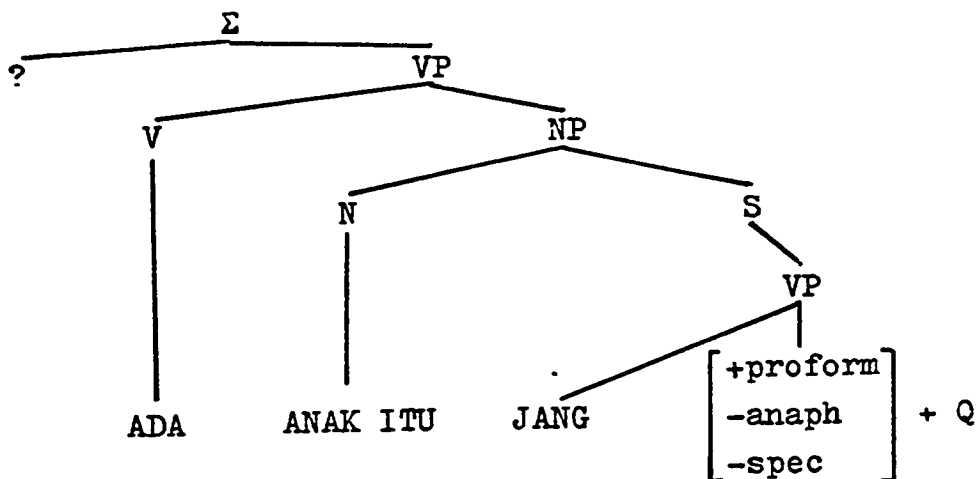 Σ
? VP
V NP
N S
VP
ADA ANAK ITU JANG [+proform
-anaph
-spec] + Q